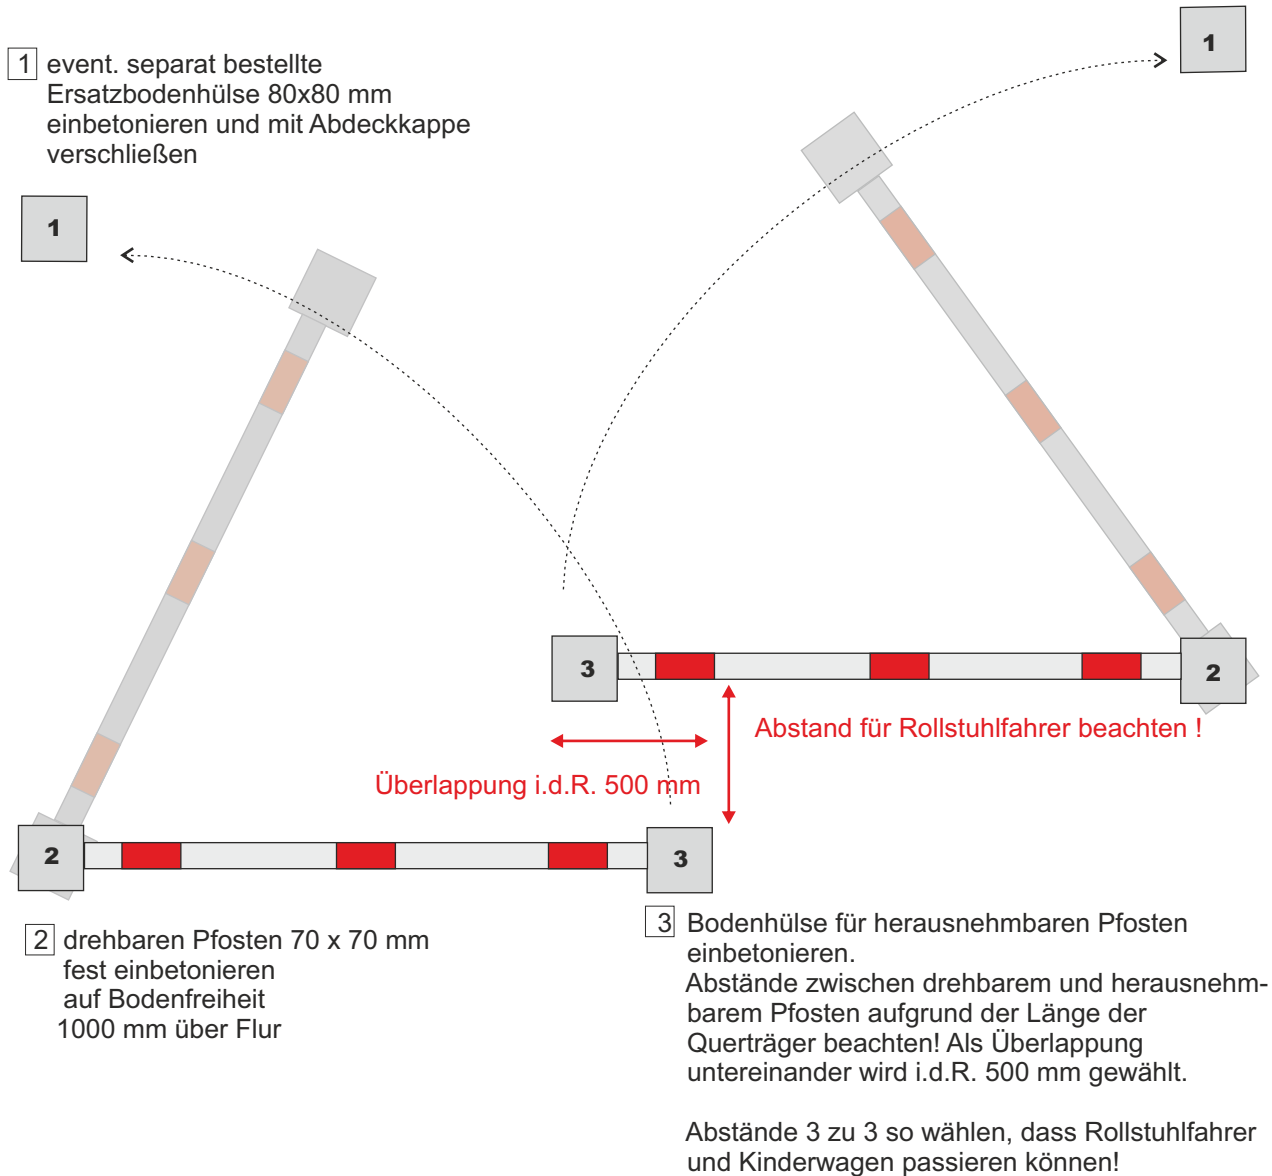 1
1 event. separat bestellte
Ersatzbodenhülse 80x80 mm
einbetonieren und mit Abdeckkappe
verschließen
1
3
2
Abstand für Rollstuhlfahrer beachten !
Überlappung i.d.R. 500 mm
2
3
2 drehbaren Pfosten 70 x 70 mm
fest einbetonieren
auf Bodenfreiheit
1000 mm über Flur
3 Bodenhülse für herausnehmbaren Pfosten
einbetonieren.
Abstände zwischen drehbarem und herausnehm-
barem Pfosten aufgrund der Länge der
Querträger beachten! Als Überlappung
untereinander wird i.d.R. 500 mm gewählt.
Abstände 3 zu 3 so wählen, dass Rollstuhlfahrer
und Kinderwagen passieren können!